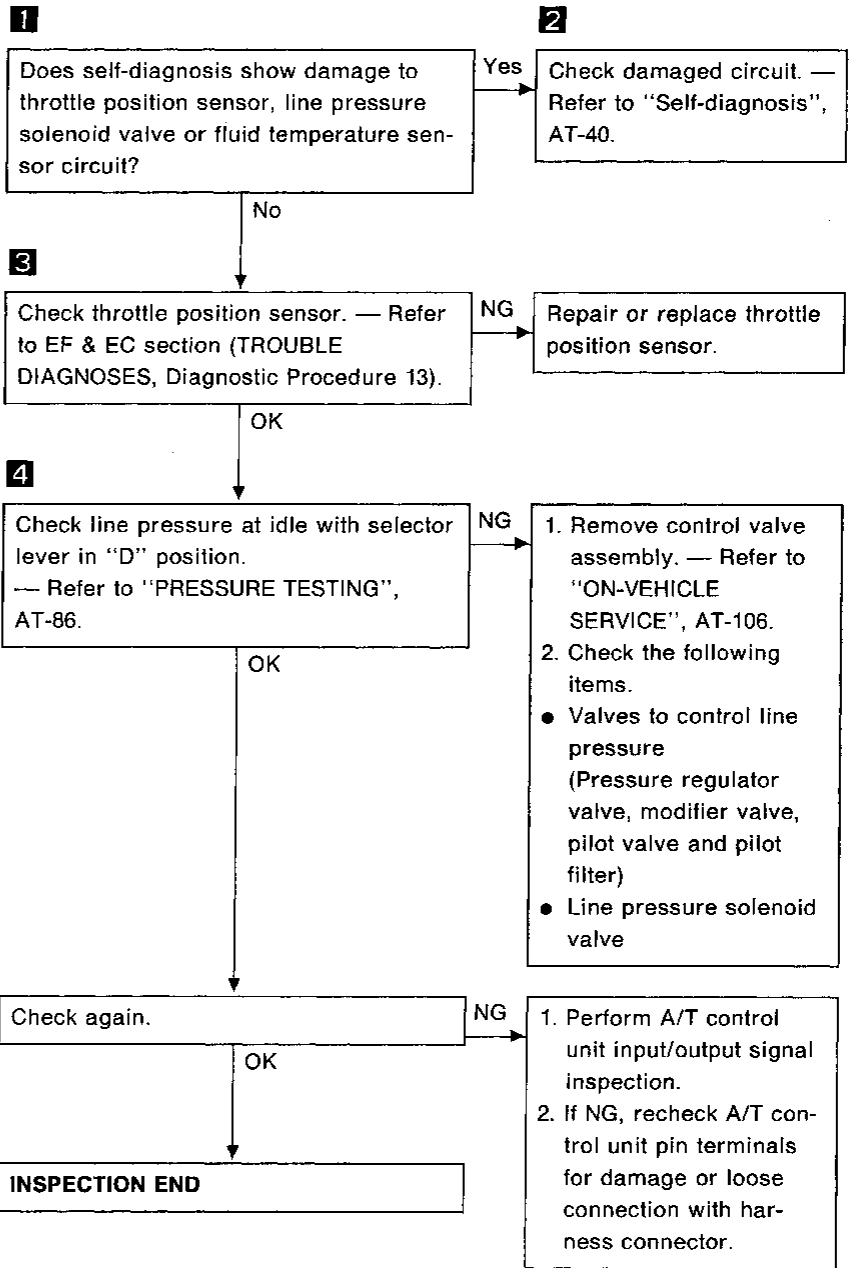 1
Does self-diagnosis show damage to
throttle position sensor, line pressure
solenoid valve or fluid temperature sen-
sor circuit?
Yes
2
Check damaged circuit. —
Refer to "Self-diagnosis",
AT-40.
No
3
Check throttle position sensor. — Refer
to EF & EC section (TROUBLE
DIAGNOSES, Diagnostic Procedure 13).
NG
Repair or replace throttle
position sensor.
OK
4
Check line pressure at idle with selector
lever in "D" position.
— Refer to "PRESSURE TESTING",
AT-86.
NG
1. Remove control valve
assembly. — Refer to
"ON-VEHICLE
SERVICE", AT-106.
2. Check the following
items.
● Valves to control line
pressure
(Pressure regulator
valve, modifier valve,
pilot valve and pilot
filter)
● Line pressure solenoid
valve
OK
Check again.
NG
1. Perform A/T control
unit input/output signal
inspection.
2. If NG, recheck A/T con-
trol unit pin terminals
for damage or loose
connection with har-
ness connector.
OK
INSPECTION END